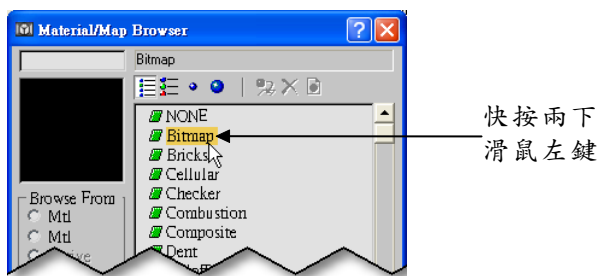 Material/Map Browser
Bitmap
NONE
Bitmap
Bricks
Cellular
Checker
Combustion
Composite
Dent
Browse From
Mtl
Mtl
快按兩下
滑鼠左鍵